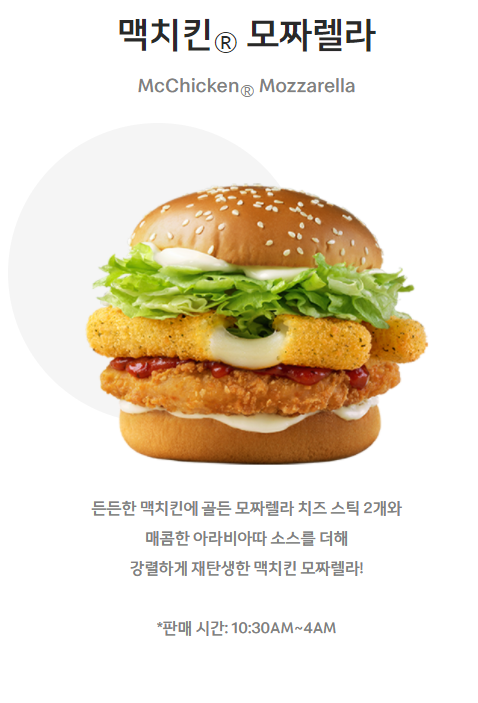 맥치킨® 모짜렐라
McChicken® Mozzarella
든든한 맥치킨에 골든 모짜렐라 치즈 스틱 2개와
매콤한 아라비아따 소스를 더해
강렬하게 재탄생한 맥치킨 모짜렐라!
*판매 시간: 10:30AM~4AM